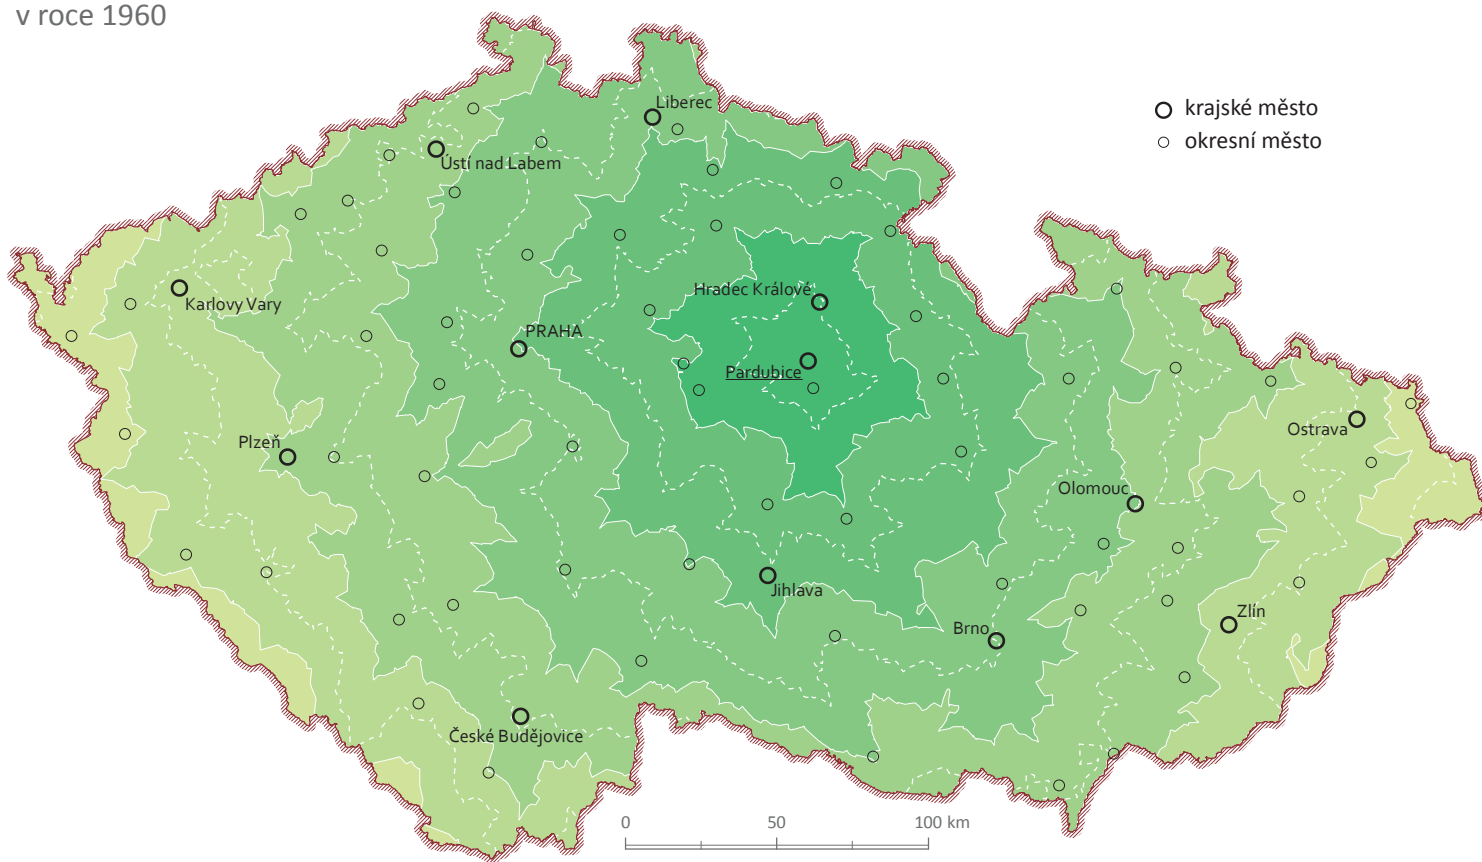 v roce 1960
krajské město
okresní město
Liberec
Ústí nad Labem
Karlovy Vary
Hradec Králové
PRAHA
Pardubice
Plzeň
Ostrava
Olomouc
Jihlava
Zlín
Brno
České Budějovice
0 50 100 km